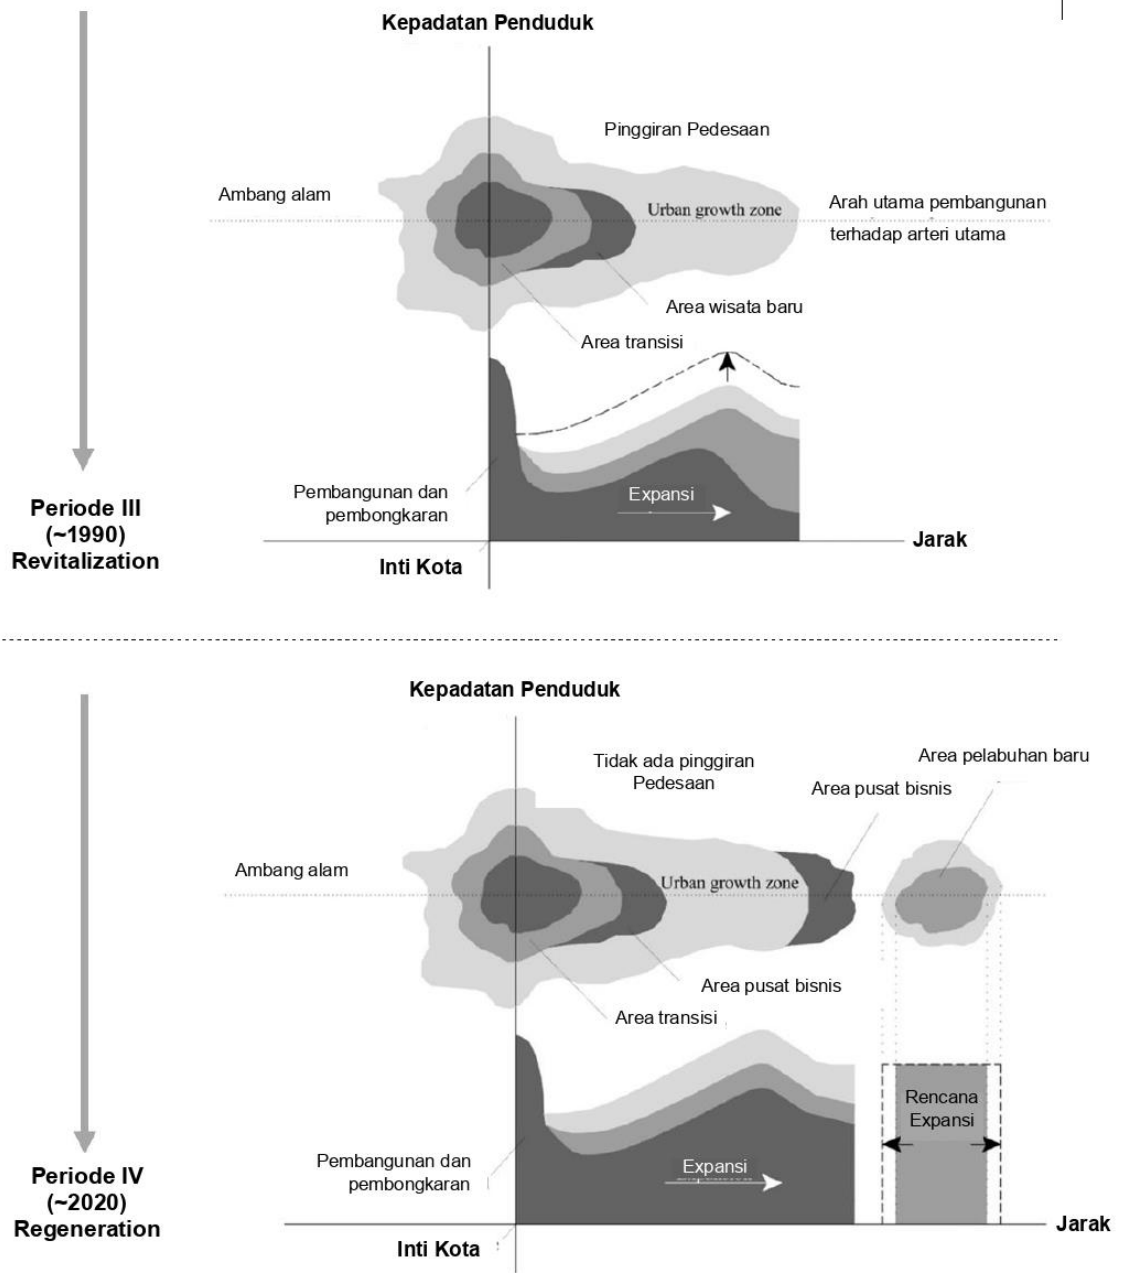 Kepadatan Penduduk
Pinggiran Pedesaan
Ambang alam
Urban growth zone
Arah utama pembangunan
terhadap arteri utama
Area wisata baru
Area transisi
Pembangunan dan
pembongkaran
Expansi
Periode III
(~1990)
Revitalization
Jarak
Inti Kota
Kepadatan Penduduk
Tidak ada pinggiran
Pedesaan
Area pelabuhan baru
Area pusat bisnis
Ambang alam
Urban growth zone
Area pusat bisnis
Area transisi
Rencana
Expansi
Pembangunan dan
pembongkaran
Expansi
Periode IV
(~2020)
Regeneration
Jarak
Inti Kota